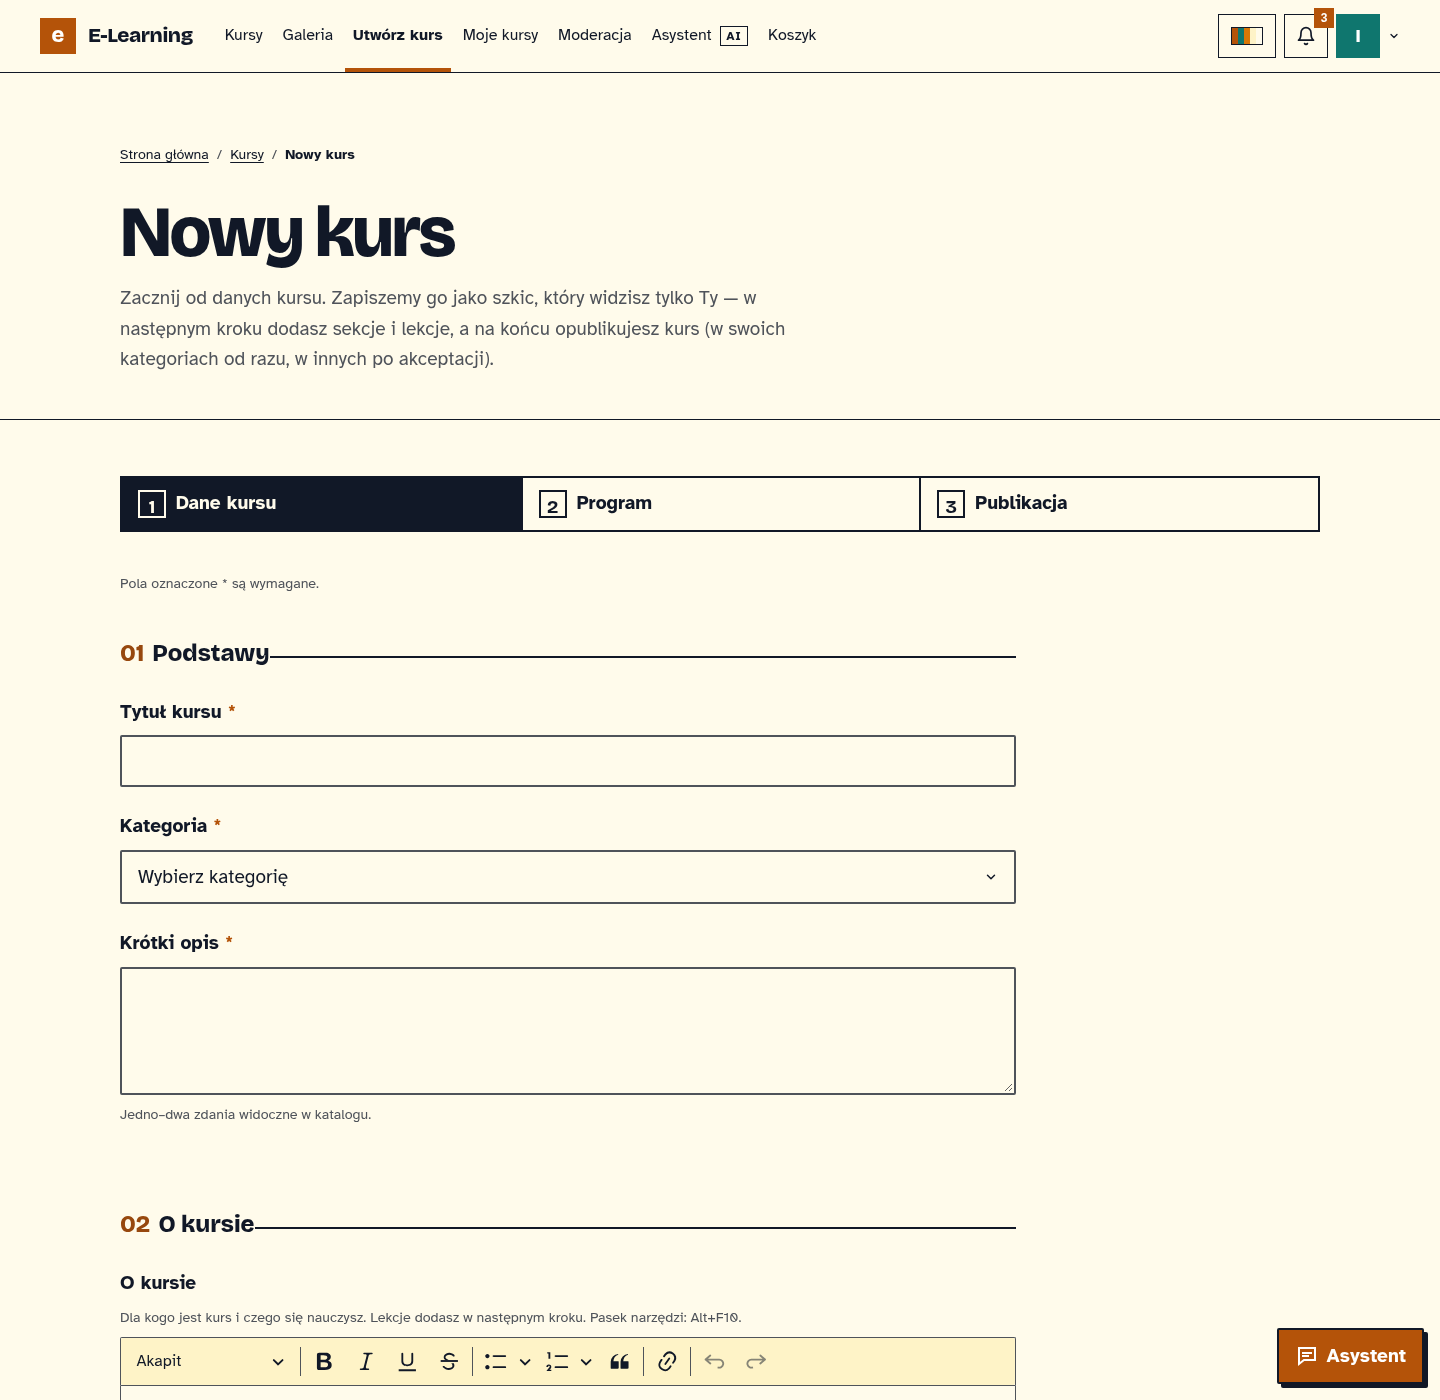 e E-Learning Kursy Galeria Utwórz kurs Moje kursy Moderacja Asystent AI Koszyk 3 I
Strona główna / Kursy / Nowy kurs
Nowy kurs
Zacznij od danych kursu. Zapiszemy go jako szkic, który widzisz tylko Ty — w
następnym kroku dodasz sekcje i lekcje, a na końcu opublikujesz kurs (w swoich
kategoriach od razu, w innych po akceptacji).
1 Dane kursu 2 Program 3 Publikacja
Pola oznaczone * są wymagane.
01 Podstawy
Tytuł kursu *
Kategoria *
Wybierz kategorię
Krótki opis *
Jedno–dwa zdania widoczne w katalogu.
02 O kursie
O kursie
Dla kogo jest kurs i czego się nauczysz. Lekcje dodasz w następnym kroku. Pasek narzędzi: Alt+F10.
Akapit
Asystent